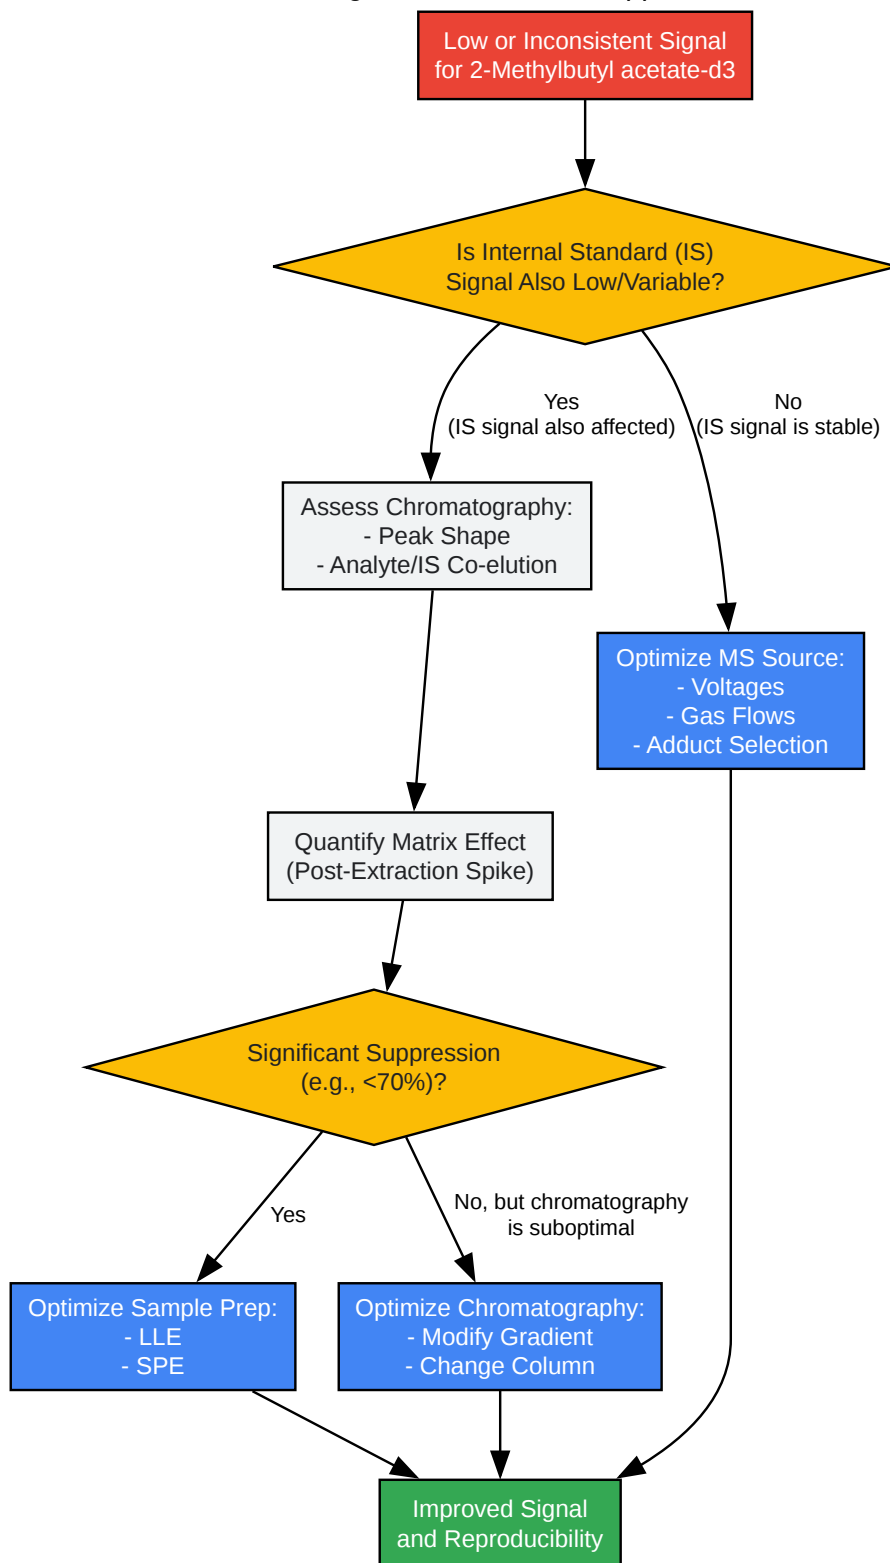 Low or Inconsistent Signal
for 2-Methylbutyl acetate-d3
Is Internal Standard (IS)
Signal Also Low/Variable?
Yes
(IS signal also affected)
No
(IS signal is stable)
Assess Chromatography:
- Peak Shape
- Analyte/IS Co-elution
Optimize MS Source:
- Voltages
- Gas Flows
- Adduct Selection
Quantify Matrix Effect
(Post-Extraction Spike)
Significant Suppression
(e.g., <70%)?
Yes
No, but chromatography
is suboptimal
Optimize Sample Prep:
- LLE
- SPE
Optimize Chromatography:
- Modify Gradient
- Change Column
Improved Signal
and Reproducibility